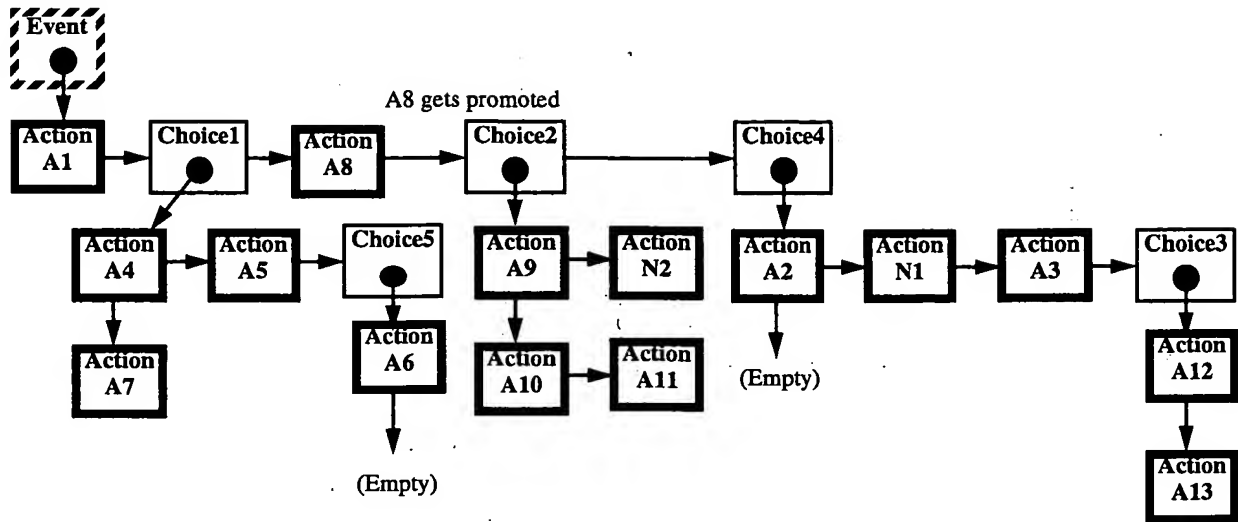 Event
A8 gets promoted
Action
A1
Choice1
Action
A8
Choice2
Choice4
Action
A4
Action
A5
Choice5
Action
A9
Action
N2
Action
A2
Action
N1
Action
A3
Choice3
Action
A7
Action
A6
Action
A10
Action
A11
(Empty)
Action
A12
(Empty)
Action
A13